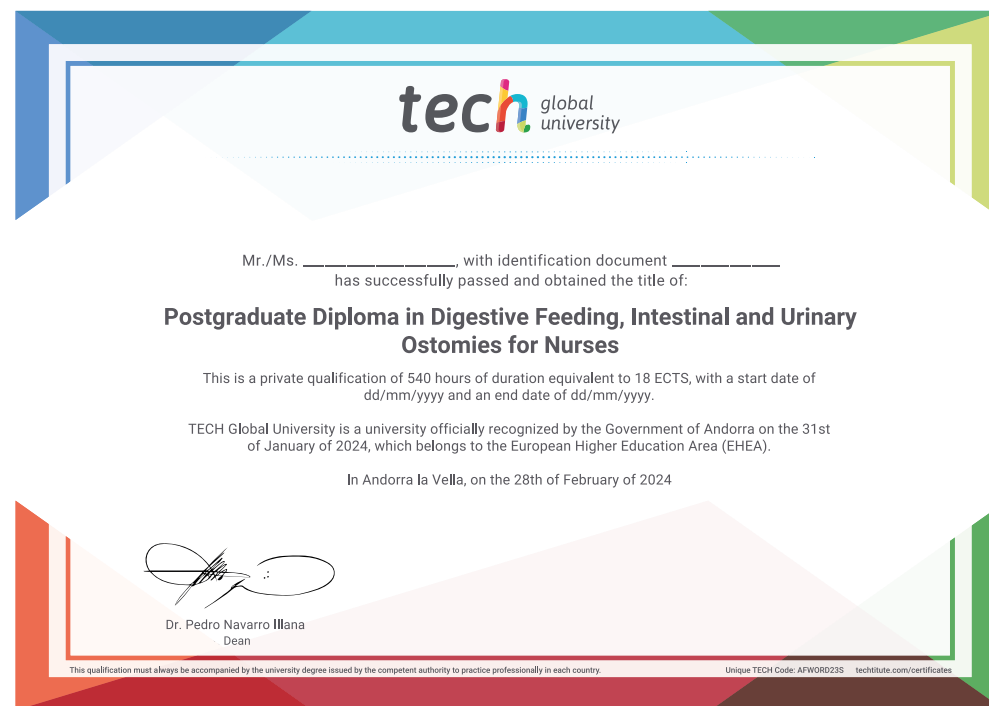 tech global
university
Mr./Ms. ________________, with identification document ____________
has successfully passed and obtained the title of:
Postgraduate Diploma in Digestive Feeding, Intestinal and Urinary
Ostomies for Nurses
This is a private qualification of 540 hours of duration equivalent to 18 ECTS, with a start date of
dd/mm/yyyy and an end date of dd/mm/yyyy.
TECH Global University is a university officially recognized by the Government of Andorra on the 31st
of January of 2024, which belongs to the European Higher Education Area (EHEA).
In Andorra la Vella, on the 28th of February of 2024
Dr. Pedro Navarro Illana
Dean
This qualification must always be accompanied by the university degree issued by the competent authority to practice professionally in each country.
Unique TECH Code: AFWORD23S techtitute.com/certificates